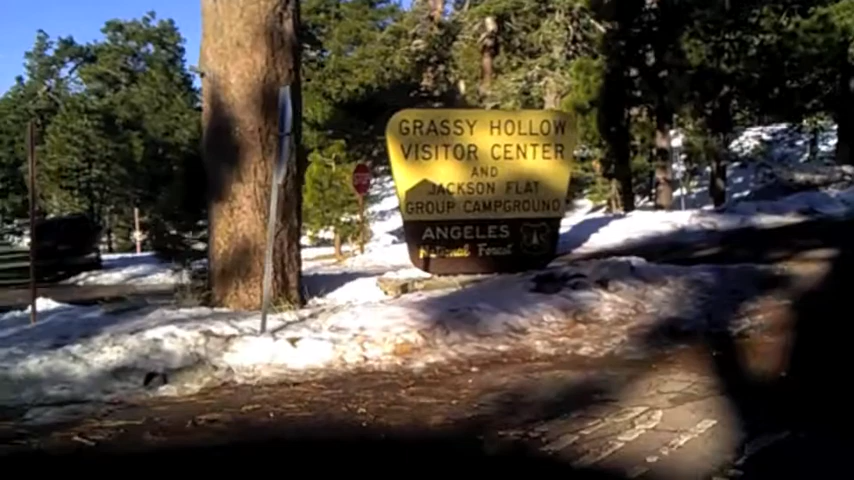 GRASSY HOLLOW
VISITOR CENTER
AND
JACKSON FLAT
GROUP CAMPGROUND
ANGELES
National Forest